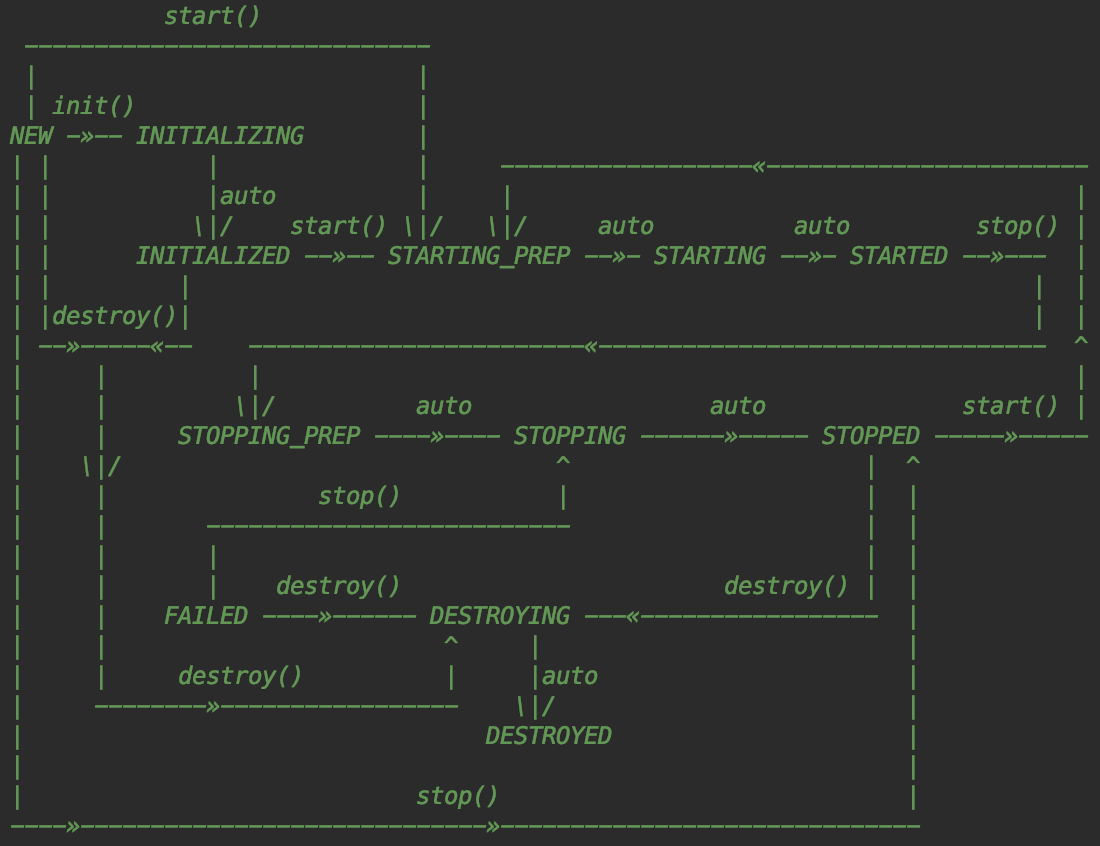 start()
init()
NEW —»—— INITIALIZING
auto
start() auto auto stop()
INITIALIZED ——»—— STARTING_PREP ——»— STARTING ——»— STARTED ——»———
destroy()
auto auto start()
STOPPING_PREP ————»———— STOPPING ——————»————— STOPPED —————»—————
stop()
destroy() destroy()
FAILED ————»—————— DESTROYING ———«—————————————————
destroy() auto
DESTROYED
stop()